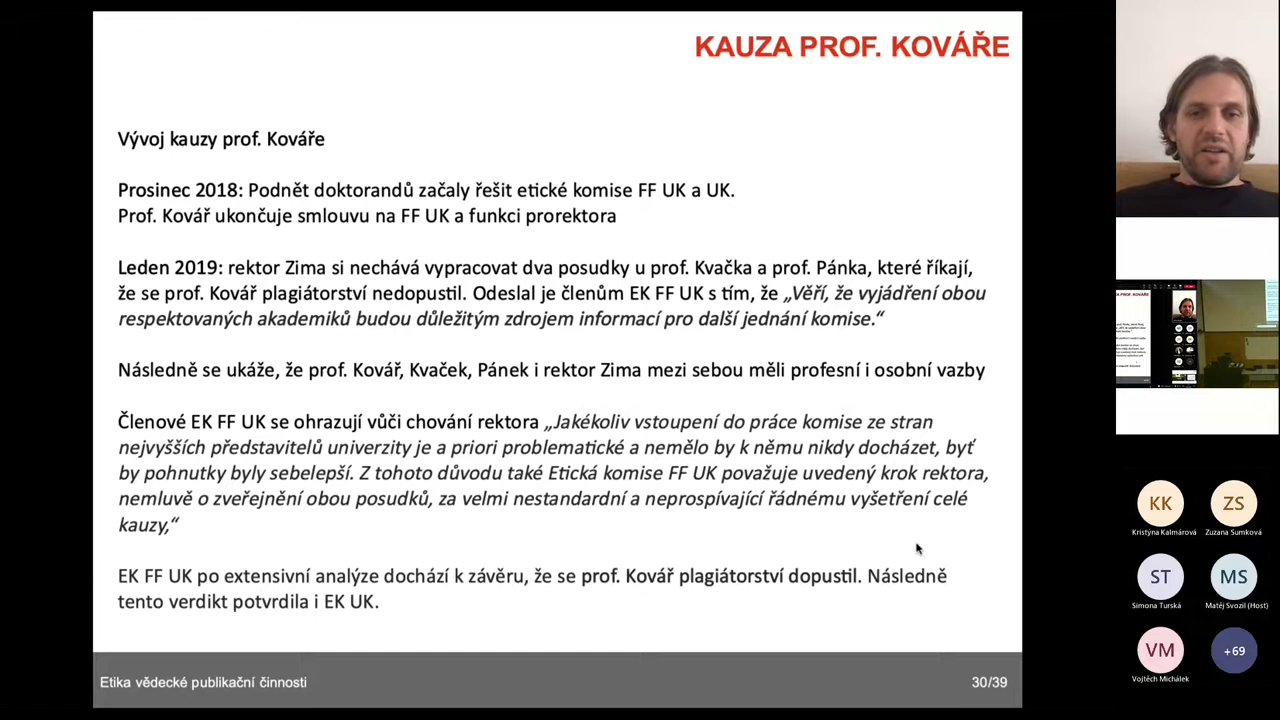 KAUZA PROF. KOVÁŘE
Vývoj kauzy prof. Kováře
Prosinec 2018: Podnět doktorandů začaly řešit etické komise FF UK a UK.
Prof. Kovář ukončuje smlouvu na FF UK a funkci prorektora
Leden 2019: rektor Zima si nechává vypracovat dva posudky u prof. Kvačka a prof. Pánka, které říkají,
že se prof. Kovář plagiátorství nedopustil. Odeslal je členům EK FF UK s tím, že „Věří, že vyjádření obou
respektovaných akademiků budou důležitým zdrojem informací pro další jednání komise.“
Následně se ukáže, že prof. Kovář, Kvaček, Pánek i rektor Zima mezi sebou měli profesní i osobní vazby
Členové EK FF UK se ohrazují vůči chování rektora „Jakékoliv vstoupení do práce komise ze stran
nejvyšších představitelů univerzity je a priori problematické a nemělo by k němu nikdy docházet, byť
by pohnutky byly sebelepší. Z tohoto důvodu také Etická komise FF UK považuje uvedený krok rektora,
nemluvě o zveřejnění obou posudků, za velmi nestandardní a neprospívající řádnému vyšetření celé
kauzy,“
EK FF UK po extensivní analýze dochází k závěru, že se prof. Kovář plagiátorství dopustil. Následně
tento verdikt potvrdila i EK UK.
Etika vědecké publikační činnosti
30/39
KK
ZS
Kristýna Kalmárová
Zuzana Sumková
ST
MS
Simona Turská
Matěj Svozil (Host)
VM
+69
Vojtěch Michálek